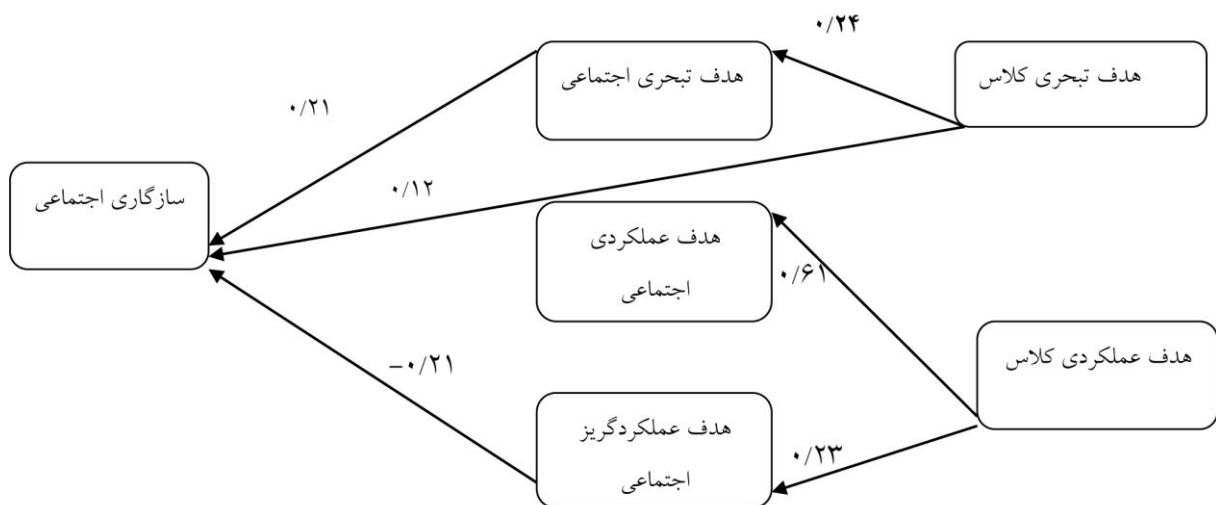 ۰/۲۴
هدف تبحری کلاس
هدف تبحری اجتماعی
۰/۲۱
۰/۱۲
سازگاری اجتماعی
هدف عملکردی
اجتماعی
۰/۶۱
هدف عملکردی کلاس
-۰/۲۱
هدف عملکردگریز
اجتماعی
۰/۲۳